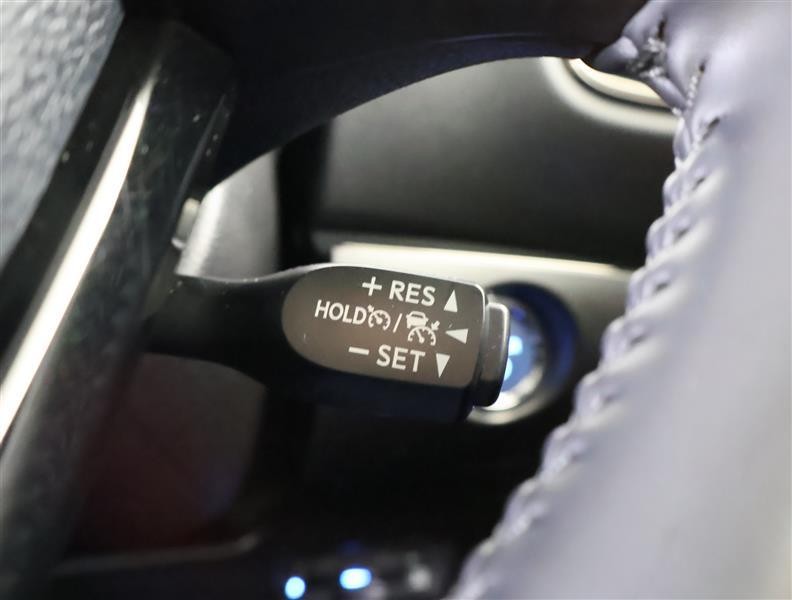 + RES ▲
HOLD / ◀
− SET ▼